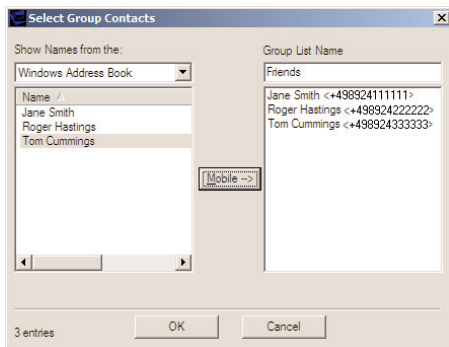 Select Group Contacts
Show Names from the:
Windows Address Book
Name
Jane Smith
Roger Hastings
Tom Cummings
Mobile -->
Group List Name
Friends
Jane Smith <+498924111111>
Roger Hastings <+498924222222>
Tom Cummings <+498924333333>
3 entries
OK
Cancel